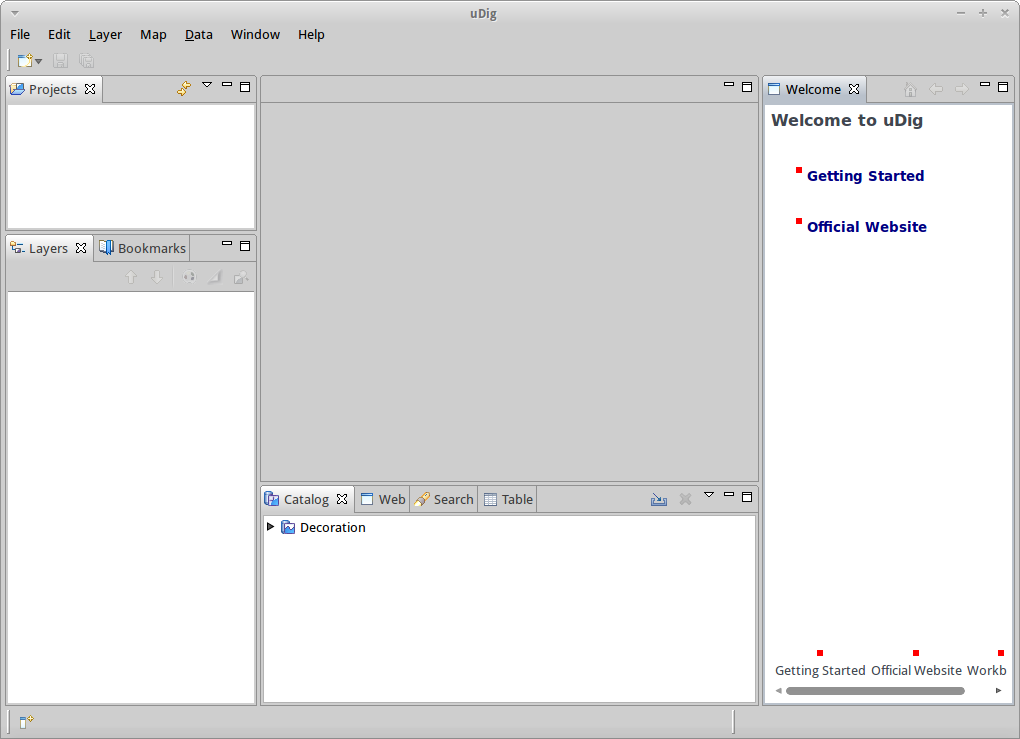 uDig
File Edit Layer Map Data Window Help
Projects
Welcome
Welcome to uDig
Getting Started
Official Website
Layers Bookmarks
Catalog Web Search Table
Decoration
Getting Started Official Website Workb